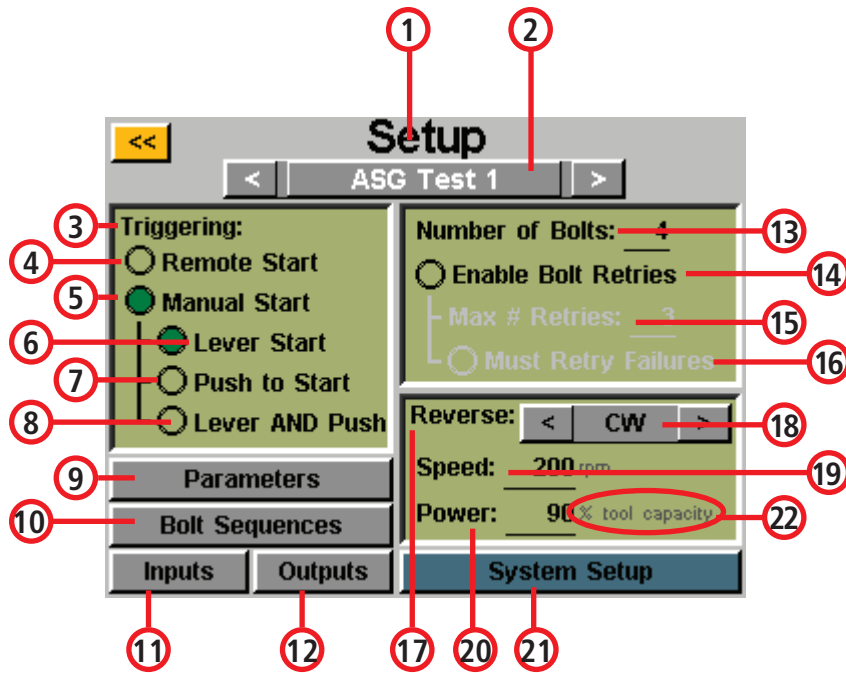 1 2
<< Setup
< ASG Test 1 >
3 Triggering:
4 Remote Start
5 Manual Start
6 Lever Start
7 Push to Start
8 Lever AND Push
9 Parameters
10 Bolt Sequences
Inputs Outputs
11 12
Number of Bolts: 4 13
Enable Bolt Retries 14
Max # Retries: 3 15
Must Retry Failures 16
Reverse: < CW > 18
Speed: 200 rpm 19
Power: 90 % tool capacity 22
System Setup
17 20 21